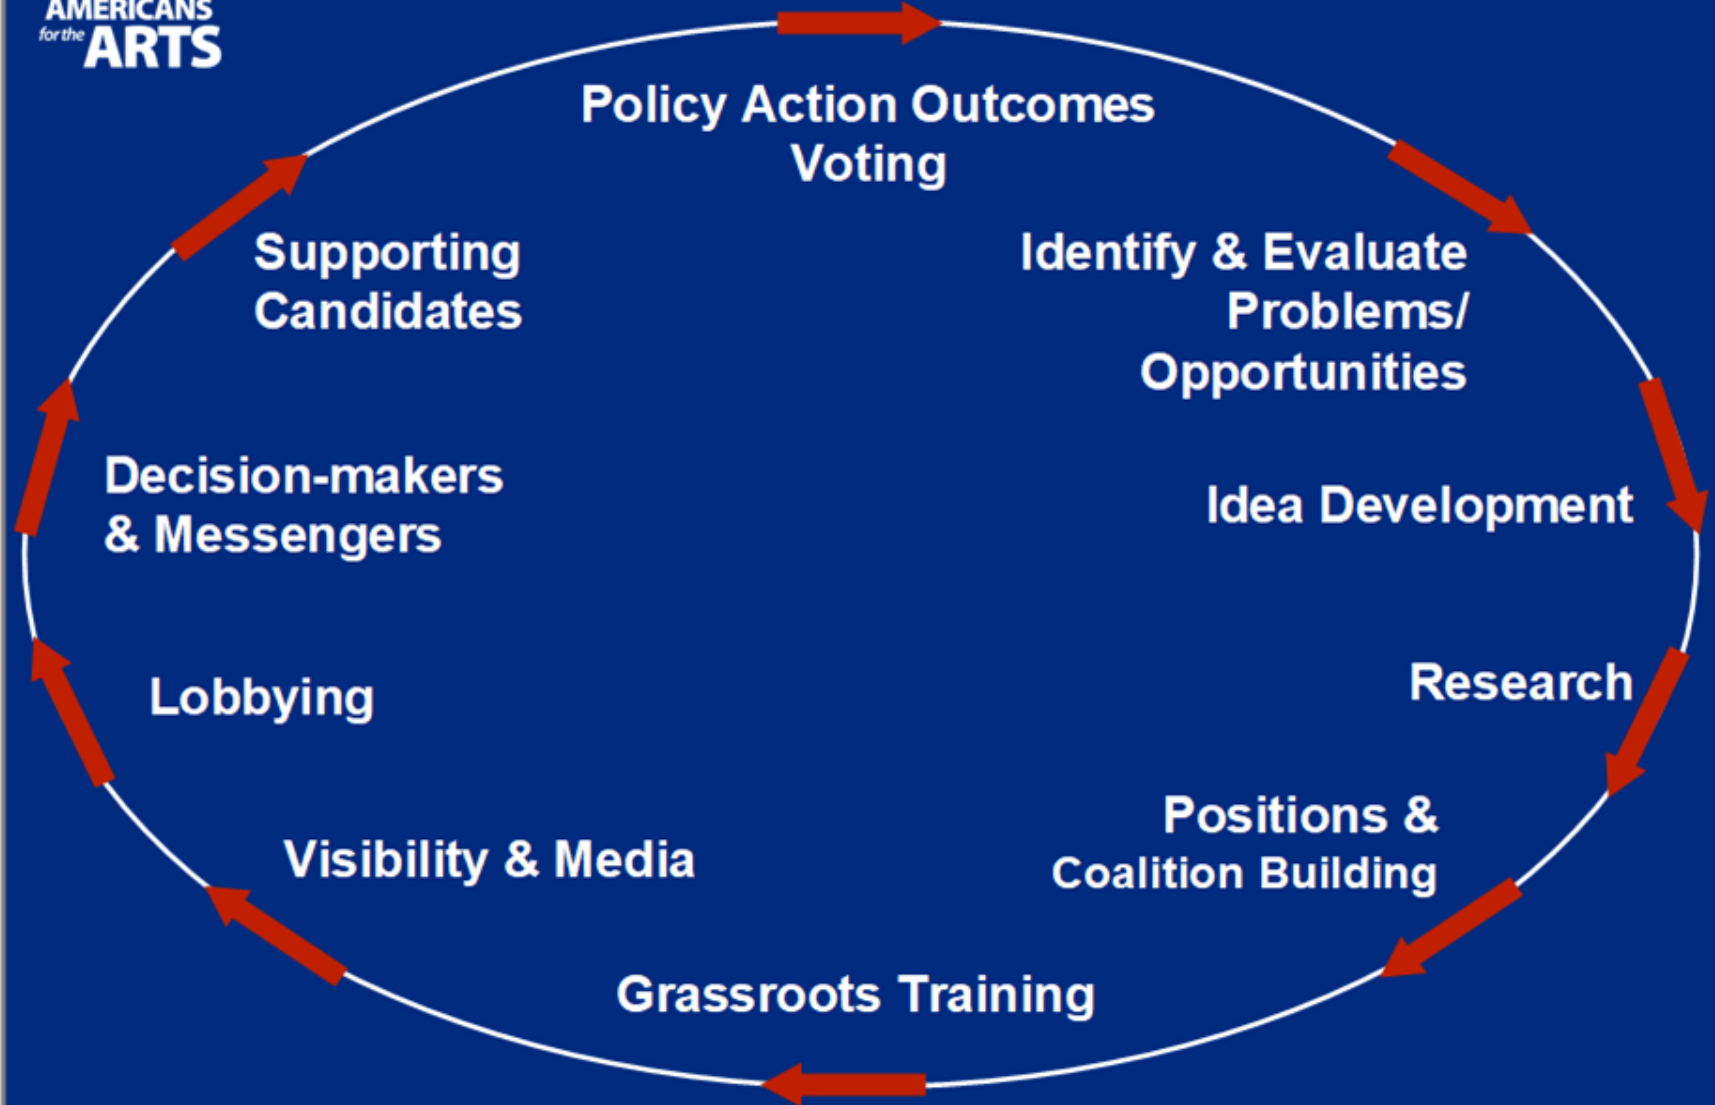 AMERICANS
for the ARTS
Policy Action Outcomes
Voting
Identify & Evaluate
Problems/
Opportunities
Idea Development
Research
Positions &
Coalition Building
Grassroots Training
Visibility & Media
Lobbying
Decision-makers
& Messengers
Supporting
Candidates